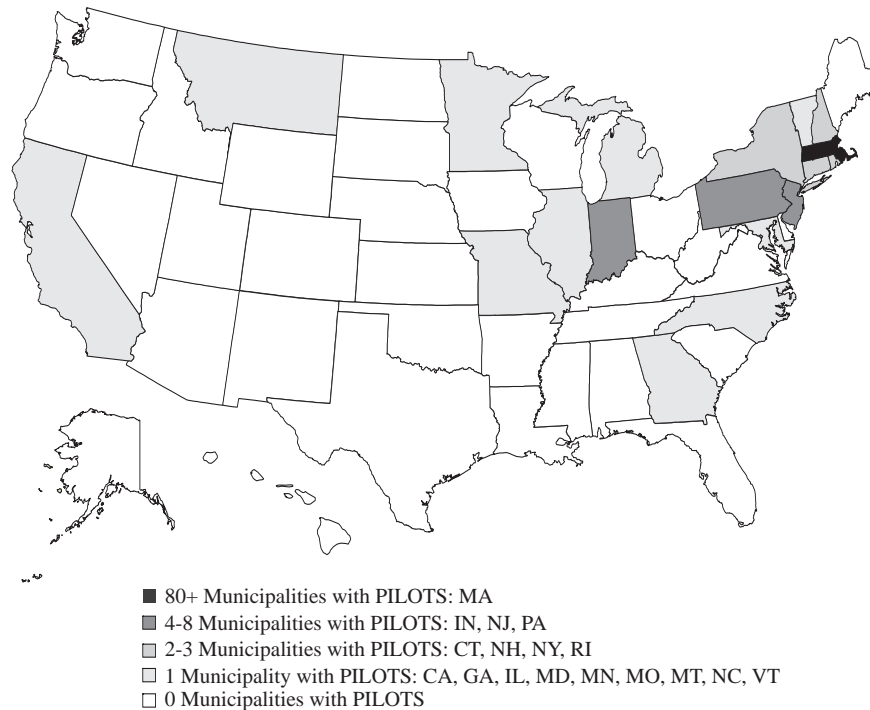 80+ Municipalities with PILOTS: MA
4-8 Municipalities with PILOTS: IN, NJ, PA
2-3 Municipalities with PILOTS: CT, NH, NY, RI
1 Municipality with PILOTS: CA, GA, IL, MD, MN, MO, MT, NC, VT
0 Municipalities with PILOTS